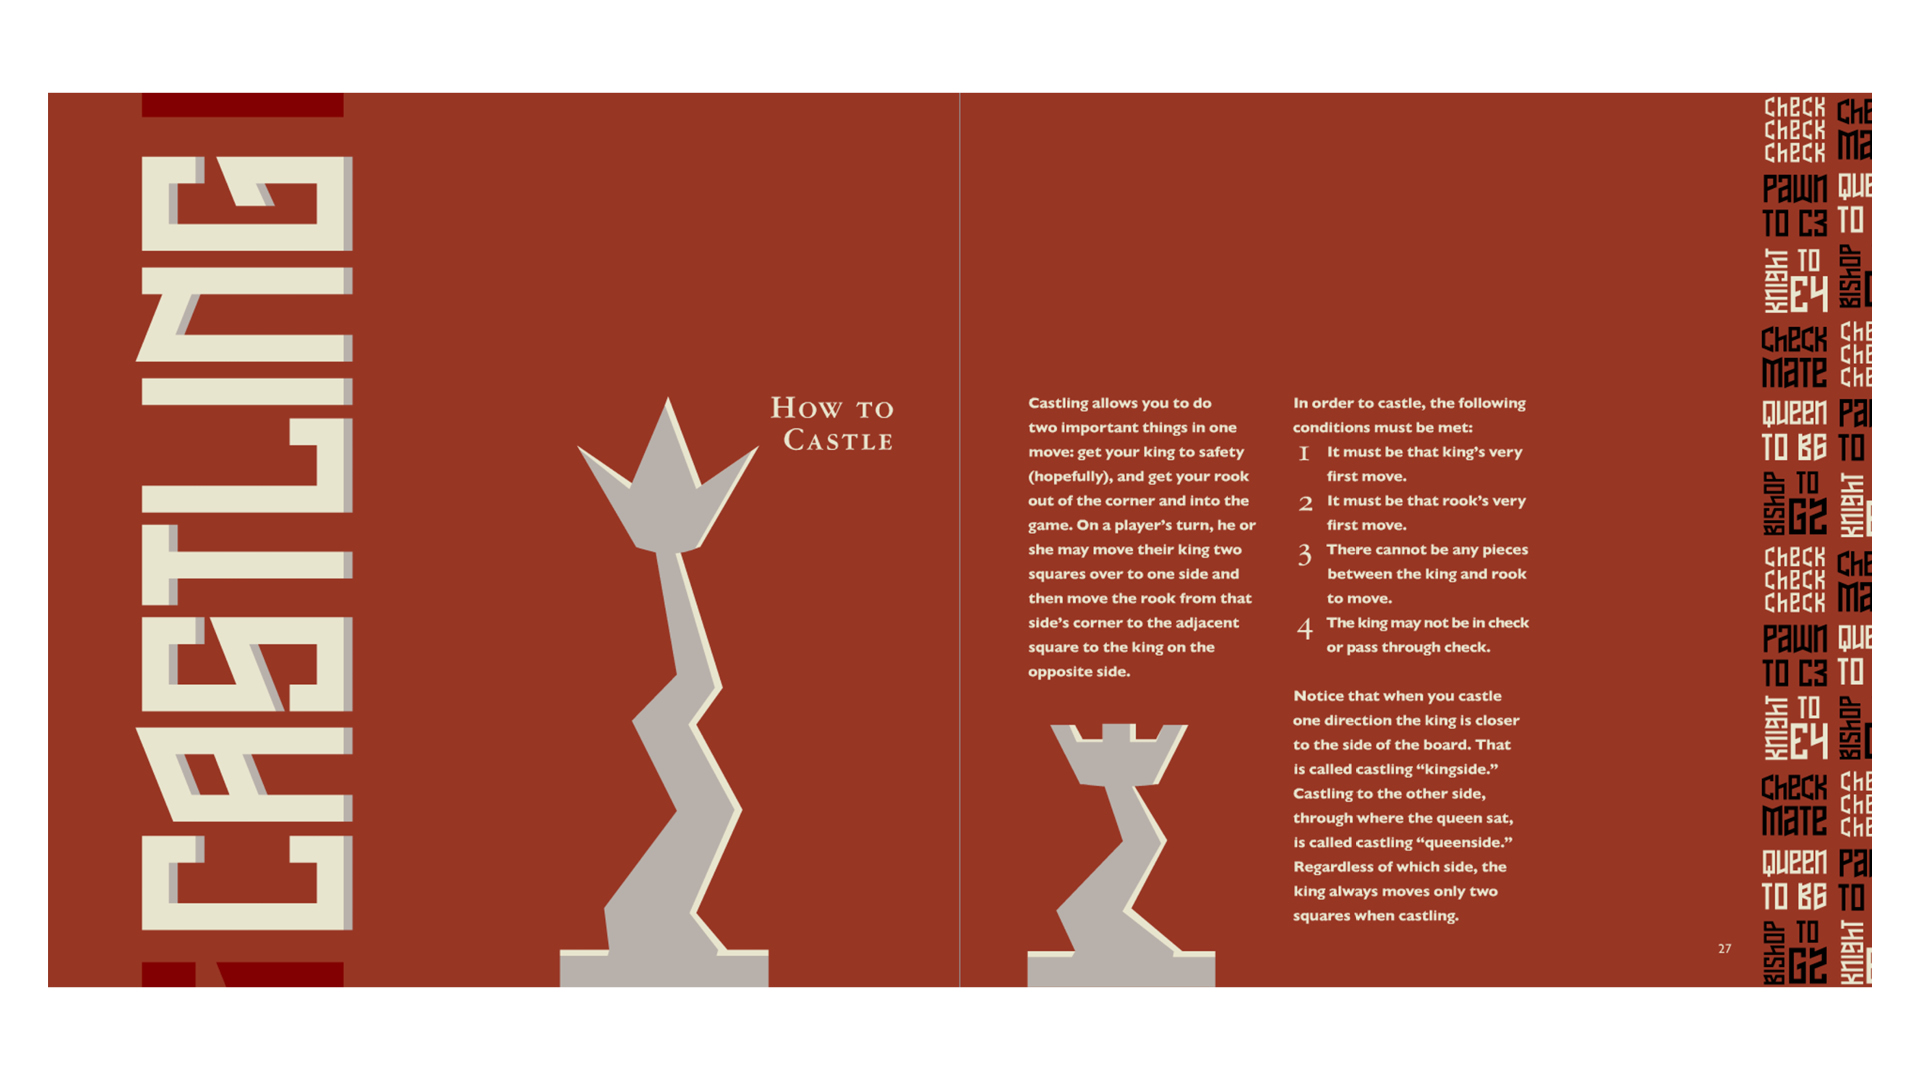 CASTLING
How to
Castle
Castling allows you to do
two important things in one
move: get your king to safety
(hopefully), and get your rook
out of the corner and into the
game. On a player’s turn, he or
she may move their king two
squares over to one side and
then move the rook from that
side’s corner to the adjacent
square to the king on the
opposite side.
In order to castle, the following
conditions must be met:
1 It must be that king’s very
first move.
2 It must be that rook’s very
first move.
3 There cannot be any pieces
between the king and rook
to move.
4 The king may not be in check
or pass through check.
Notice that when you castle
one direction the king is closer
to the side of the board. That
is called castling “kingside.”
Castling to the other side,
through where the queen sat,
is called castling “queenside.”
Regardless of which side, the
king always moves only two
squares when castling.
27
CHECK
CHECK
CHECK
PAWN
TO C3
KNIGHT TO
E4
CHECK
MATE
QUEEN
TO B6
BISHOP TO
G2
CHECK
CHECK
CHECK
PAWN
TO C3
KNIGHT TO
E4
CHECK
MATE
QUEEN
TO B6
BISHOP TO
G2
TO
BISHOP
TO
KNIGHT
TO
BISHOP
TO
KNIGHT